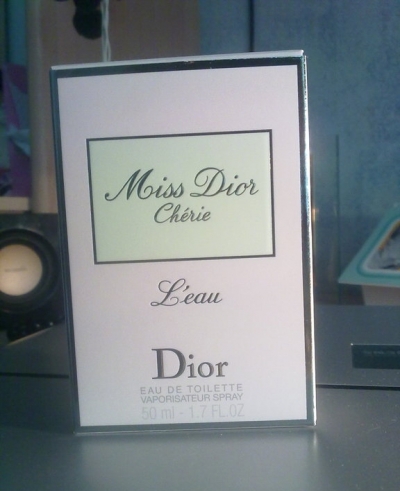 Miss Dior
Chérie
L'eau
Dior
EAU DE TOILETTE
VAPORISATEUR SPRAY
50 ml - 1.7 FL.OZ